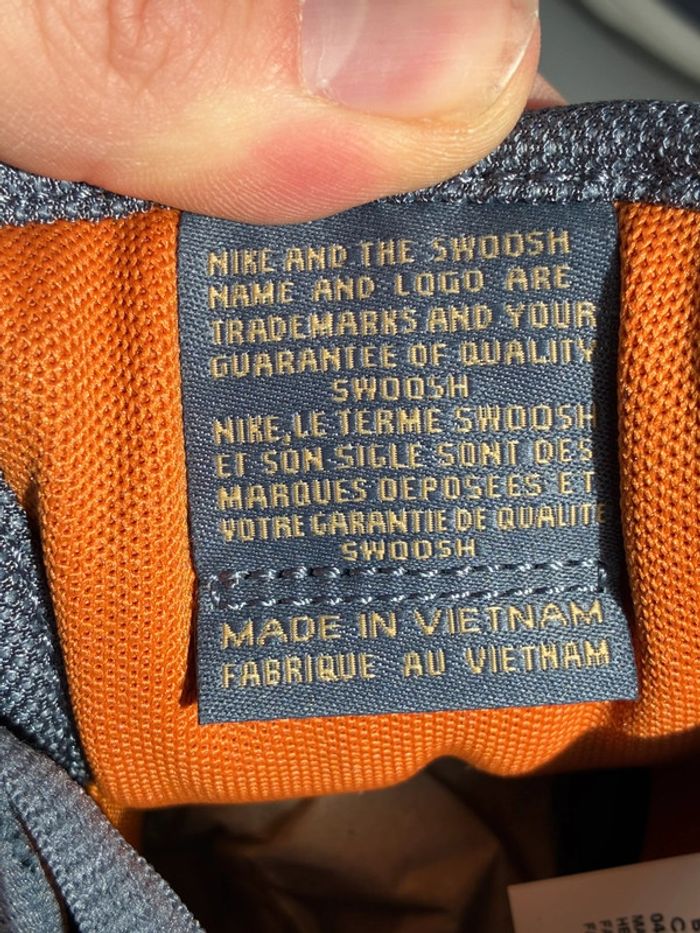 NIKE AND THE SWOOSH
NAME AND LOGO ARE
TRADEMARKS AND YOUR
GUARANTEE OF QUALITY
SWOOSH
NIKE, LE TERME SWOOSH
ET SON SIGLE SONT DES
MARQUES DEPOSEES ET
VOTRE GARANTIE DE QUALITE
SWOOSH
MADE IN VIETNAM
FABRIQUE AU VIETNAM